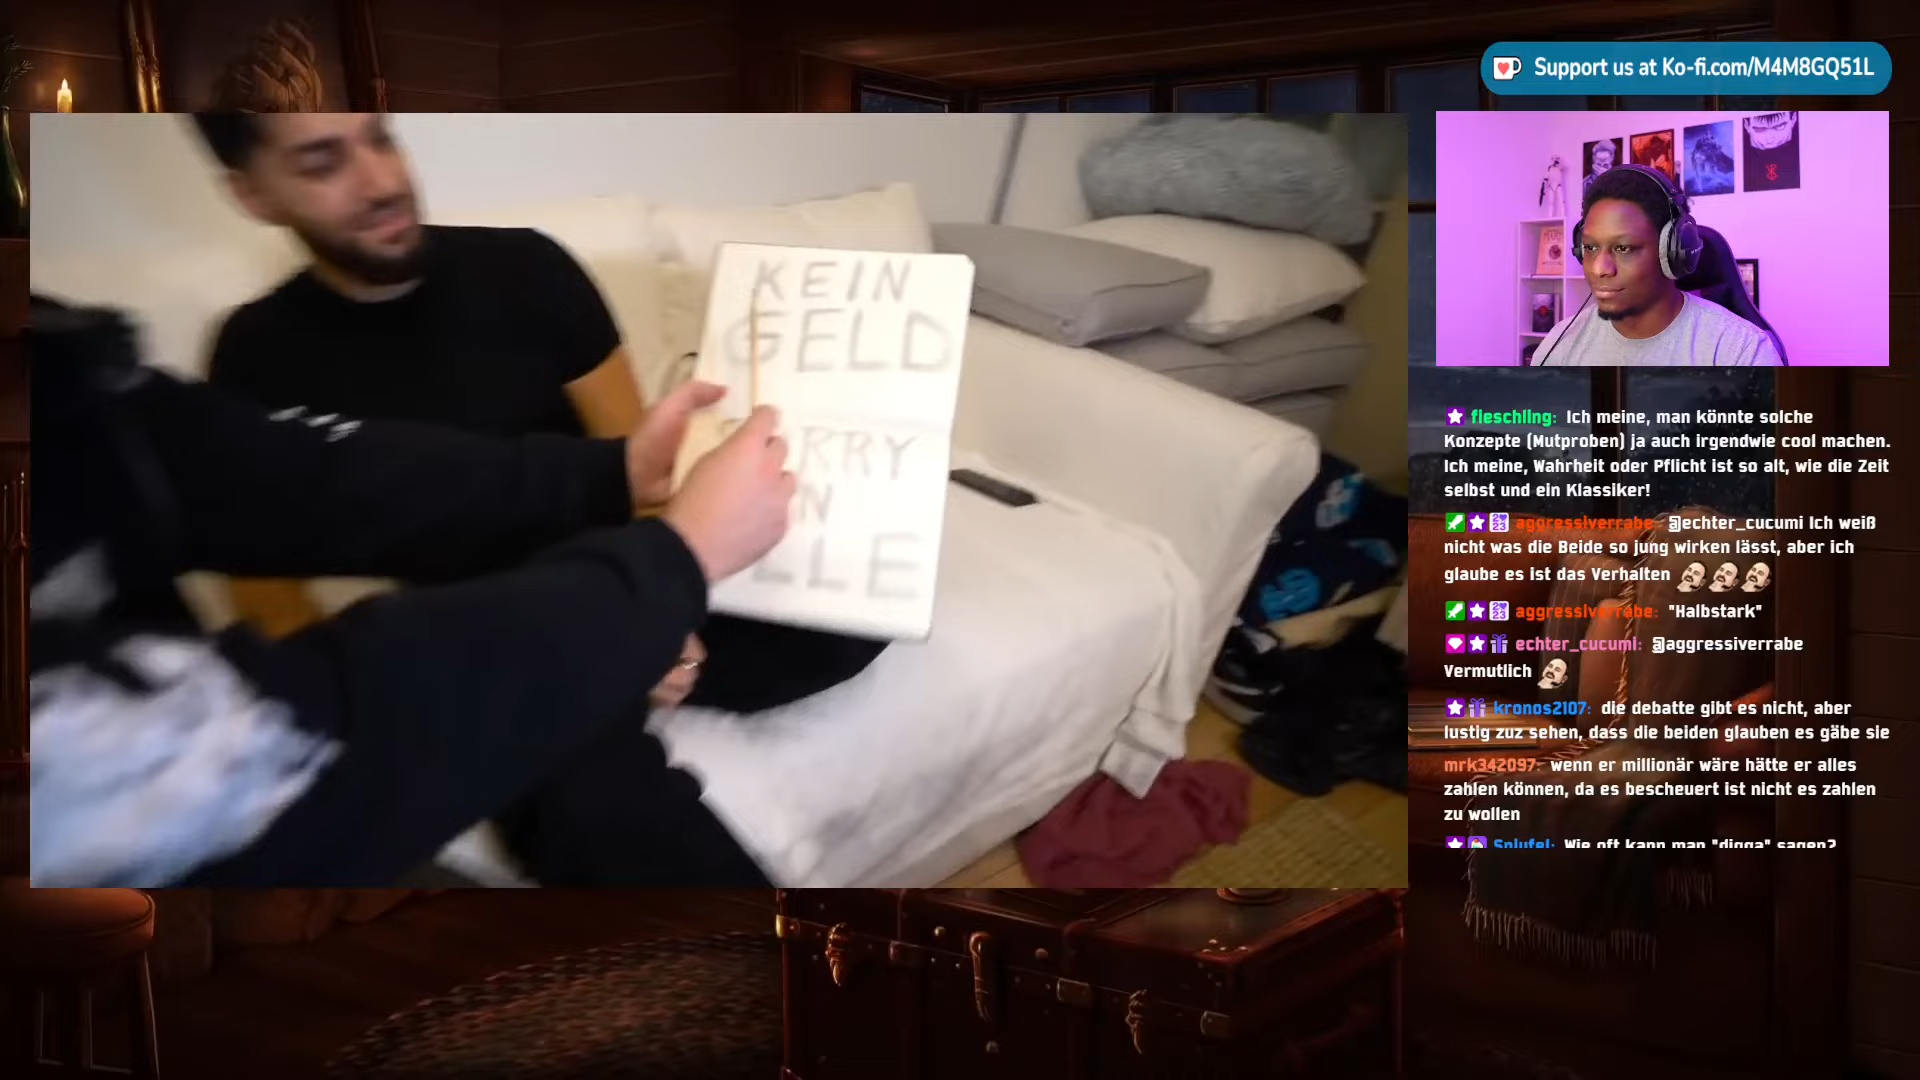 Support us at Ko-fi.com/M4M8GQ51L
KEIN
GELD
fleschling: Ich meine, man könnte solche
Konzepte (Mutproben) ja auch irgendwie cool machen.
Ich meine, Wahrheit oder Pflicht ist so alt, wie die Zeit
selbst und ein Klassiker!
aggressiverrabe: @echter_cucumi Ich weiß
nicht was die Beide so jung wirken lässt, aber ich
glaube es ist das Verhalten
aggressiverrabe: "Halbstark"
echter_cucumi: @aggressiverrabe
Vermutlich
kronos2107: die debatte gibt es nicht, aber
lustig zuz sehen, dass die beiden glauben es gäbe sie
mrk342097: wenn er millionär wäre hätte er alles
zahlen können, da es bescheuert ist nicht es zahlen
zu wollen
Wie oft kann man "digga" sagen?